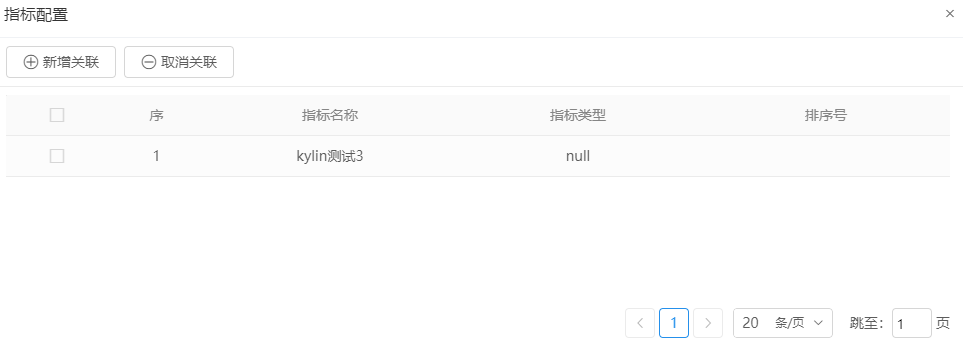 指标配置
新增关联 取消关联
序 指标名称 指标类型 排序号
1 kylin测试3 null
1 20 条/页 跳至: 1 页